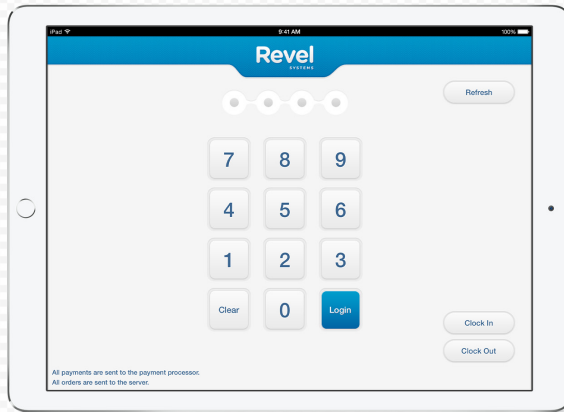 iPad 9:41 AM 100%
Revel
SYSTEMS
Refresh
7 8 9
4 5 6
1 2 3
Clear 0 Login
Clock In
Clock Out
All payments are sent to the payment processor.
All orders are sent to the server.